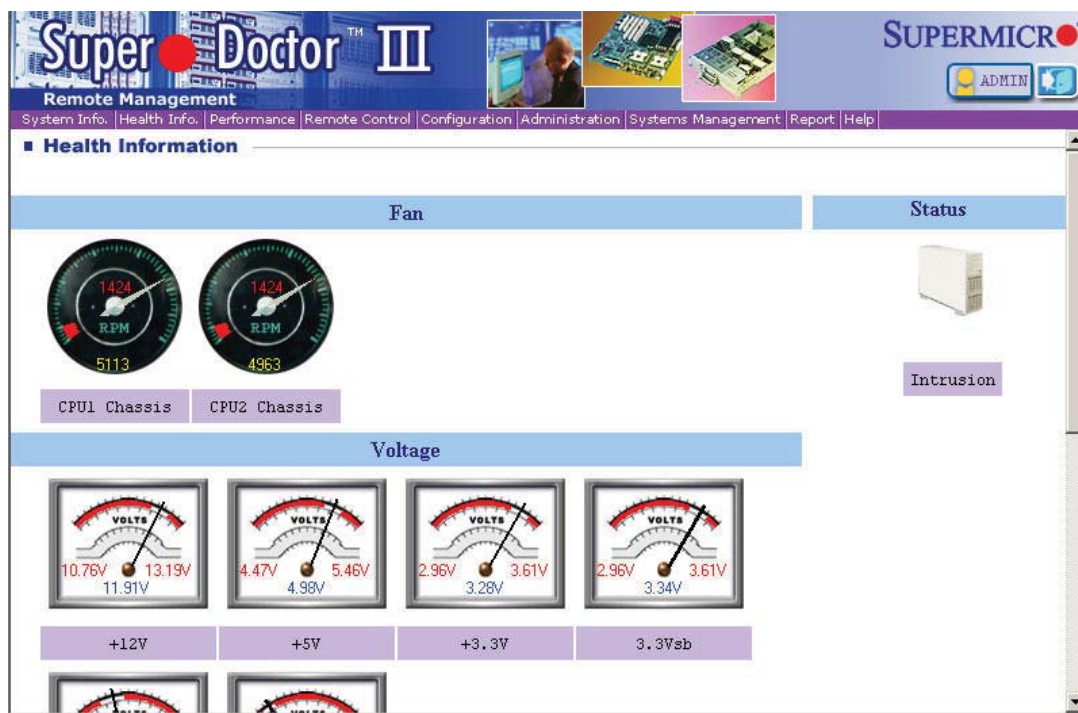 Super Doctor™ III
SUPERMICR
ADMIN
Remote Management
System Info. | Health Info. | Performance | Remote Control | Configuration | Administration | Systems Management | Report | Help
Health Information
Fan
Status
1424
RPM
5113
1424
RPM
4963
CPU1 Chassis
CPU2 Chassis
Intrusion
Voltage
VOLTS
10.76V 13.19V
11.91V
VOLTS
4.47V 5.46V
4.98V
VOLTS
2.96V 3.61V
3.28V
VOLTS
2.96V 3.61V
3.34V
+12V
+5V
+3.3V
3.3Vsb
VOLTS
VOLTS